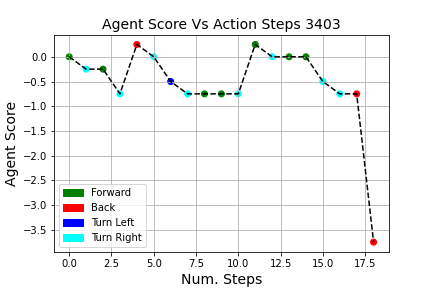 Agent Score Vs Action Steps 3403
Agent Score
0.0
−0.5
−1.0
−1.5
−2.0
−2.5
−3.0
−3.5
Forward
Back
Turn Left
Turn Right
0.0 2.5 5.0 7.5 10.0 12.5 15.0 17.5
Num. Steps